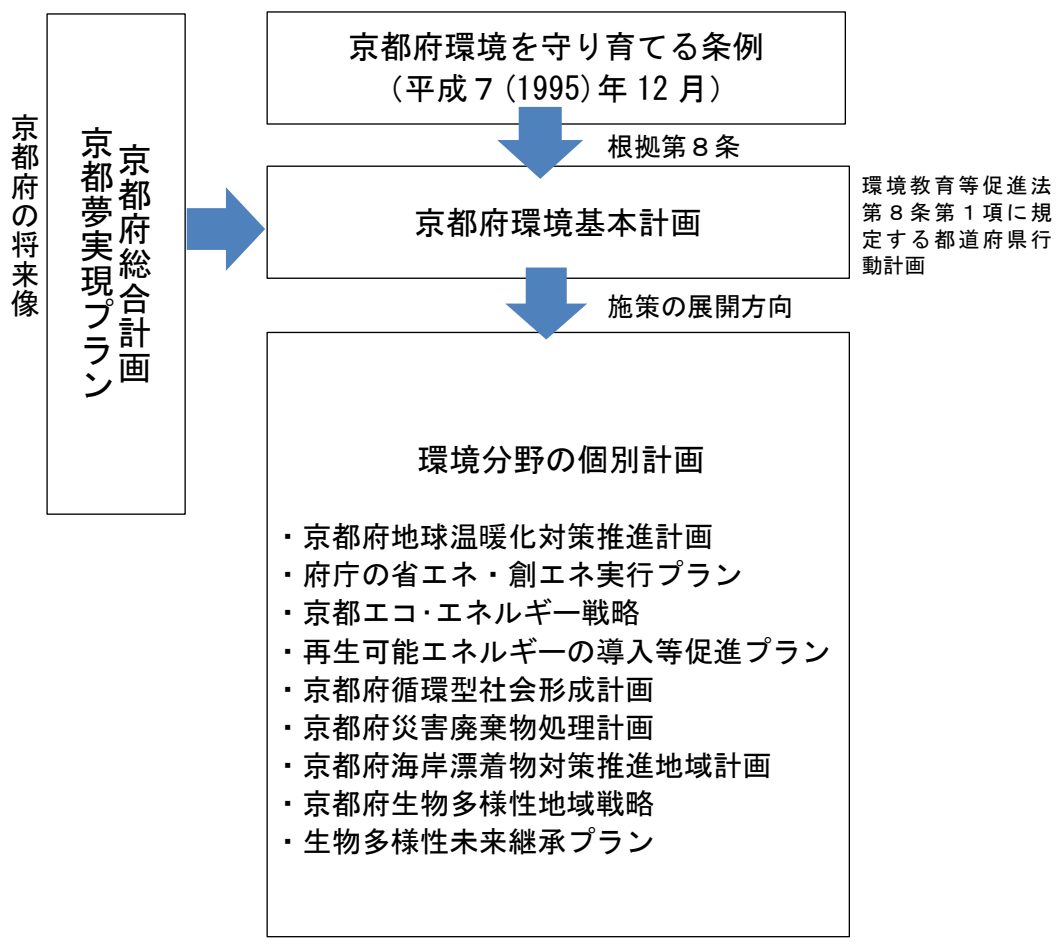 京都府環境を守り育てる条例
（平成７(1995)年12月）
根拠第８条
京都府の将来像
京都府総合計画
京都夢実現プラン
京都府環境基本計画
環境教育等促進法
第８条第１項に規
定する都道府県行
動計画
施策の展開方向
環境分野の個別計画
・京都府地球温暖化対策推進計画
・府庁の省エネ・創エネ実行プラン
・京都エコ・エネルギー戦略
・再生可能エネルギーの導入等促進プラン
・京都府循環型社会形成計画
・京都府災害廃棄物処理計画
・京都府海岸漂着物対策推進地域計画
・京都府生物多様性地域戦略
・生物多様性未来継承プラン